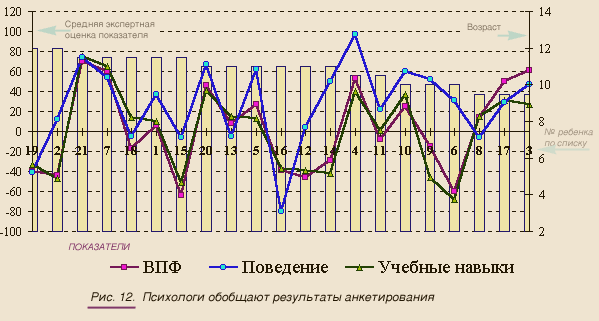 120
100
80
60
40
20
0
-20
-40
-60
-80
-100
Средняя экспертная
оценка показателя
Возраст
14
12
10
8
6
4
2
№ ребенка
по списку
19 2 21 7 18 1 15 20 13 5 16 12 14 4 11 10 9 6 8 17 3
ПОКАЗАТЕЛИ
ВПФ Поведение Учебные навыки
Рис. 12. Психологи обобщают результаты анкетирования